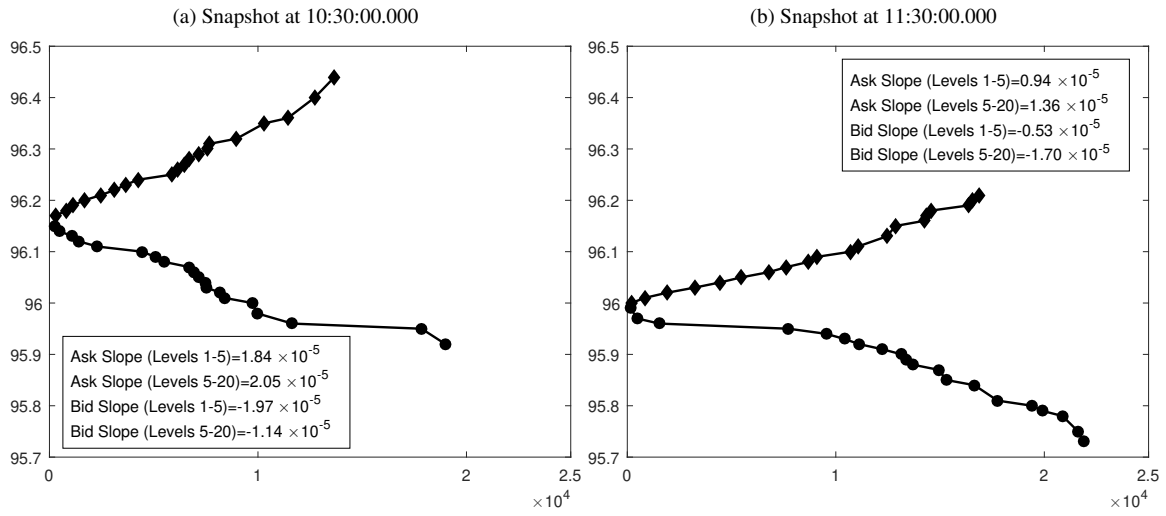 (a) Snapshot at 10:30:00.000
96.5
96.4
96.3
96.2
96.1
96
95.9
95.8
95.7
Ask Slope (Levels 1-5)=1.84 ×10^-5
Ask Slope (Levels 5-20)=2.05 ×10^-5
Bid Slope (Levels 1-5)=-1.97 ×10^-5
Bid Slope (Levels 5-20)=-1.14 ×10^-5
0 1 2 2.5
×10^4
(b) Snapshot at 11:30:00.000
96.5
96.4
96.3
96.2
96.1
96
95.9
95.8
95.7
Ask Slope (Levels 1-5)=0.94 ×10^-5
Ask Slope (Levels 5-20)=1.36 ×10^-5
Bid Slope (Levels 1-5)=-0.53 ×10^-5
Bid Slope (Levels 5-20)=-1.70 ×10^-5
0 1 2 2.5
×10^4